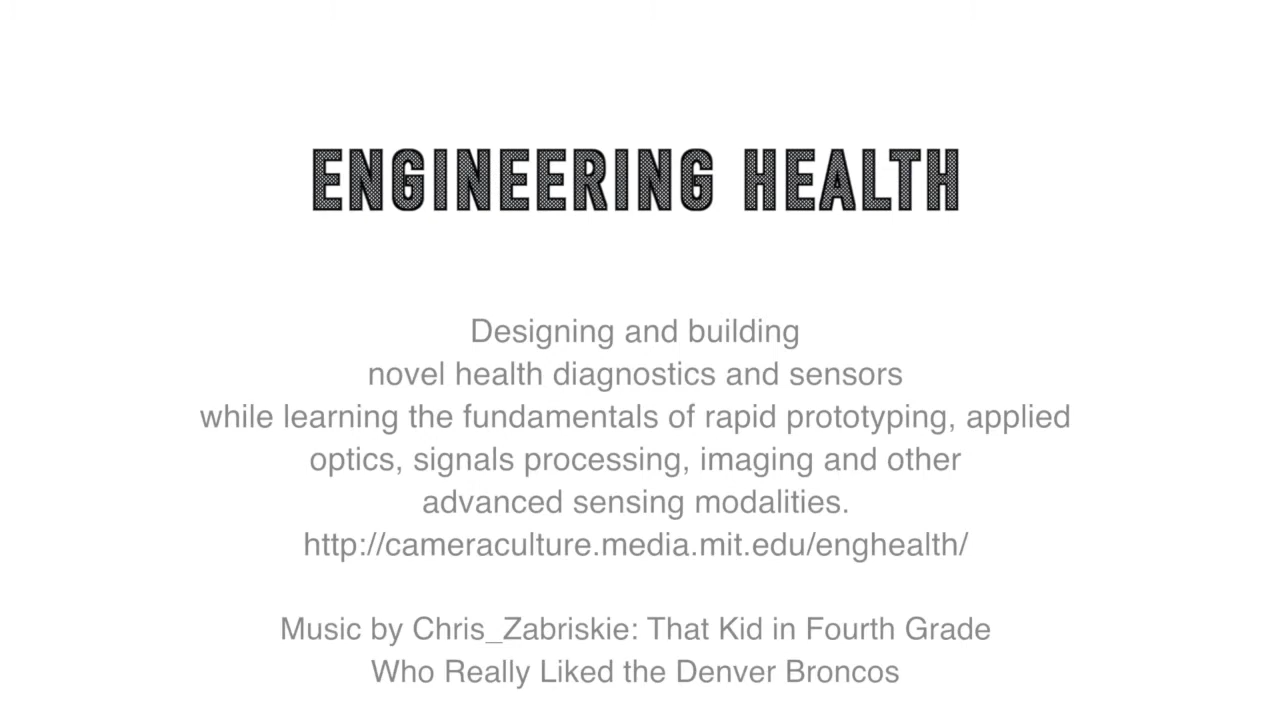 ENGINEERING HEALTH
Designing and building
novel health diagnostics and sensors
while learning the fundamentals of rapid prototyping, applied
optics, signals processing, imaging and other
advanced sensing modalities.
http://cameraculture.media.mit.edu/enghealth/
Music by Chris_Zabriskie: That Kid in Fourth Grade
Who Really Liked the Denver Broncos